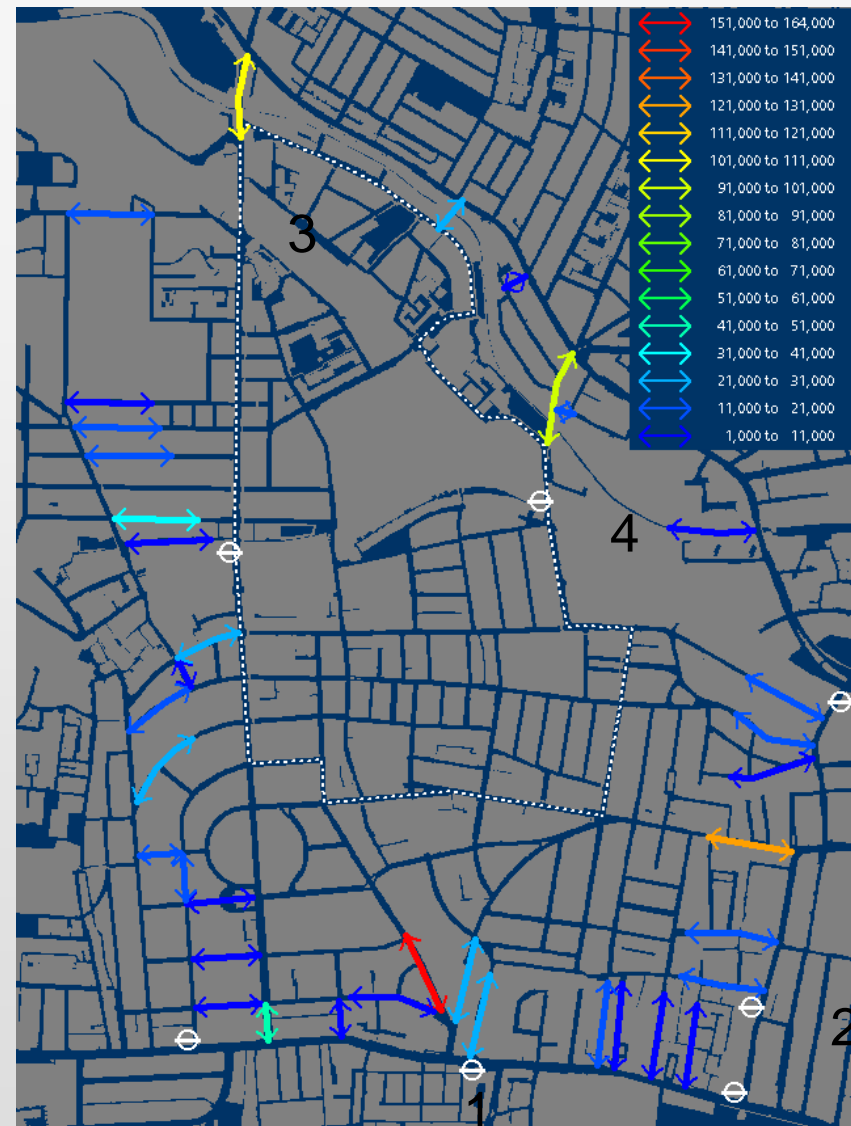 151,000 to 164,000
141,000 to 151,000
131,000 to 141,000
121,000 to 131,000
111,000 to 121,000
101,000 to 111,000
91,000 to 101,000
81,000 to 91,000
71,000 to 81,000
61,000 to 71,000
51,000 to 61,000
41,000 to 51,000
31,000 to 41,000
21,000 to 31,000
11,000 to 21,000
1,000 to 11,000
3
4
2
1